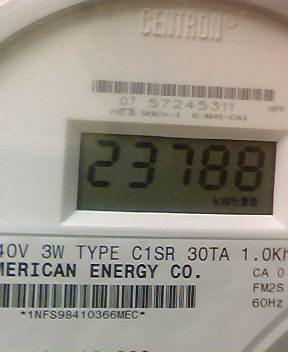 CENTRON
07 57245311
23788
kWh
40V 3W TYPE C1SR 30TA 1.0Kh
MERICAN ENERGY CO.
CA 0
FM2S
60Hz
*1NFS98410366MEC*